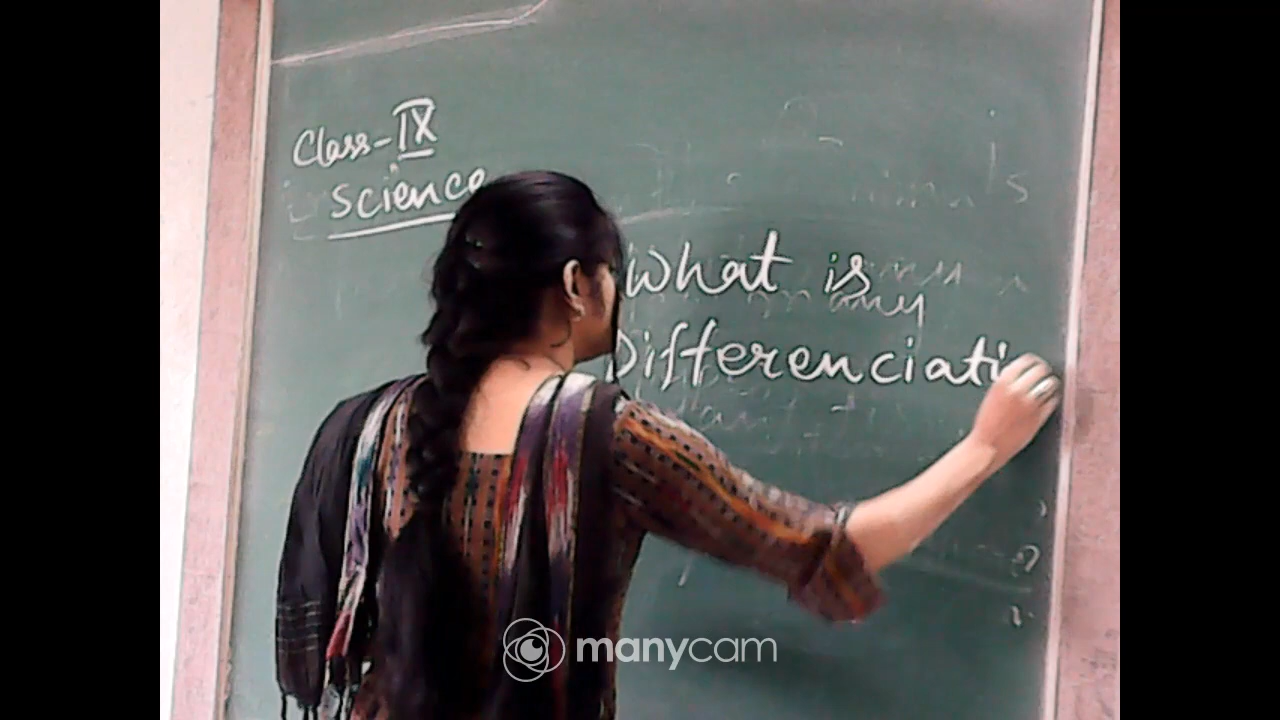 Class-IX
Science
What is
Differenciati
manycam